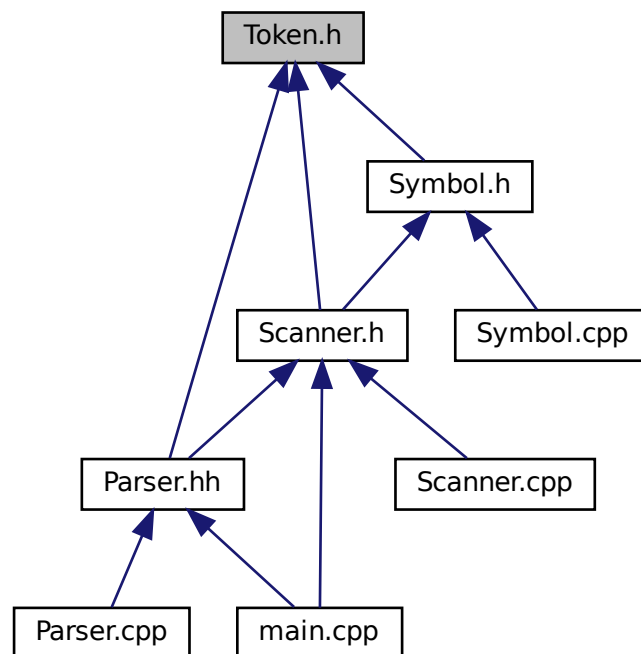 Token.h
Symbol.h
Scanner.h
Symbol.cpp
Parser.hh
Scanner.cpp
Parser.cpp
main.cpp